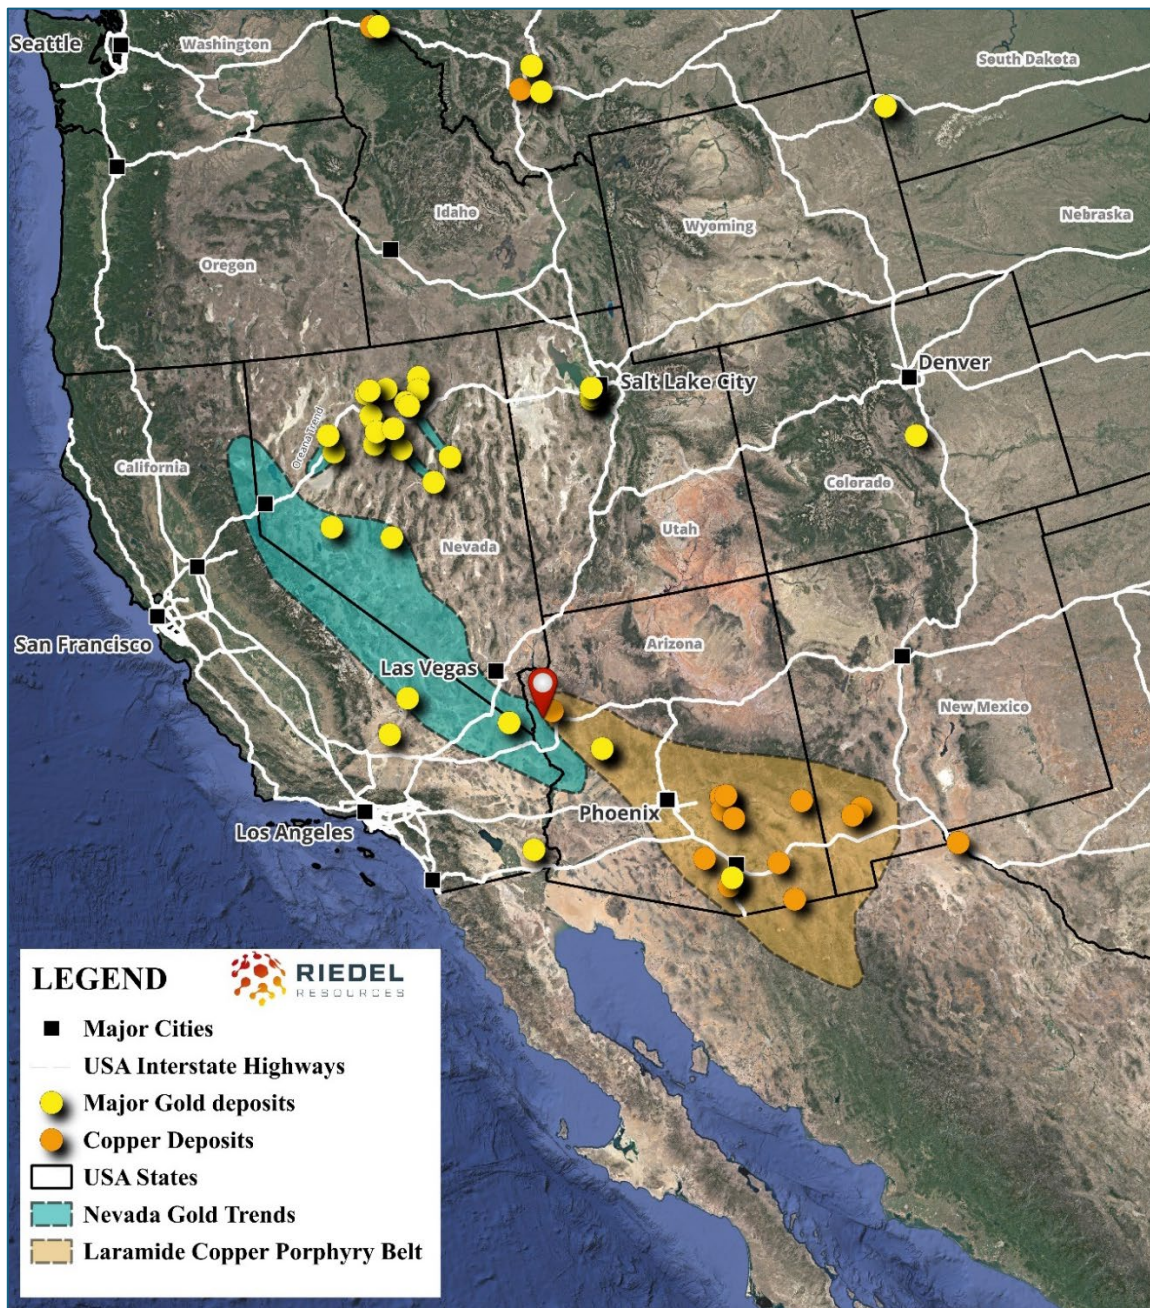 Seattle
Washington
South Dakota
Idaho
Wyoming
Nebraska
Oregon
Denver
Salt Lake City
Oreana Trend
California
Colorado
Utah
Nevada
San Francisco
Arizona
Las Vegas
New Mexico
Phoenix
Los Angeles
LEGEND
RIEDEL
RESOURCES
Major Cities
USA Interstate Highways
Major Gold deposits
Copper Deposits
USA States
Nevada Gold Trends
Laramide Copper Porphyry Belt